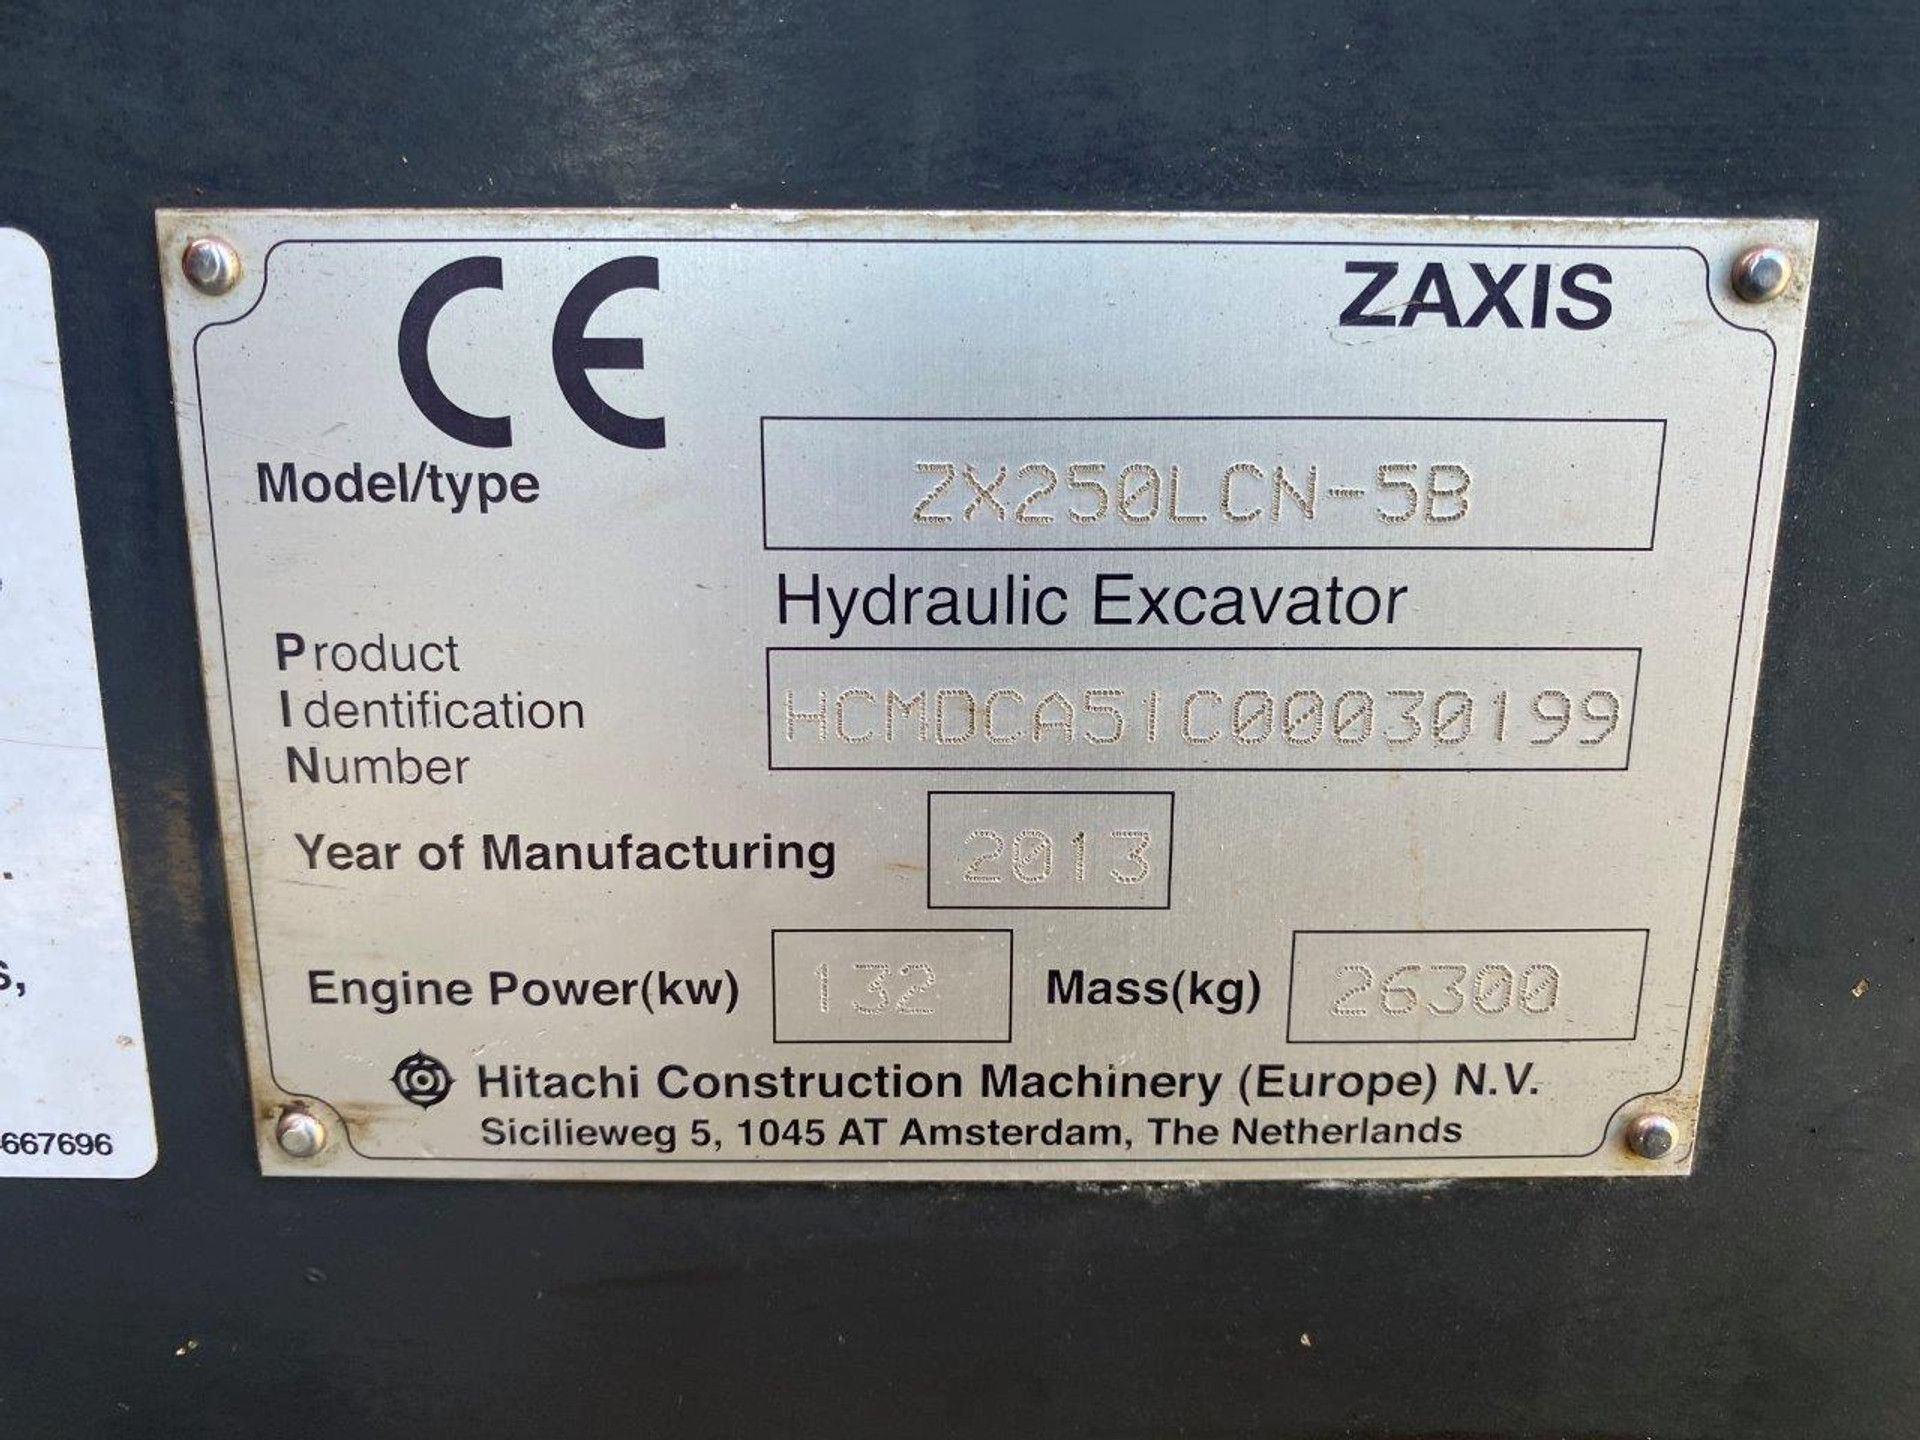 CE ZAXIS
Model/type ZX250LCN-5B
Hydraulic Excavator
Product
Identification HCMDCA51C00030199
Number
Year of Manufacturing 2013
Engine Power(kw) 132 Mass(kg) 26300
Hitachi Construction Machinery (Europe) N.V.
Sicilieweg 5, 1045 AT Amsterdam, The Netherlands
s,
667696